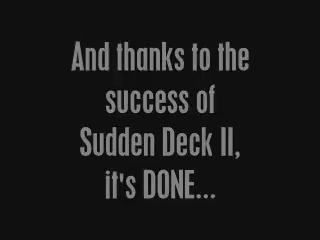 And thanks to the
success of
Sudden Deck II,
it's DONE...